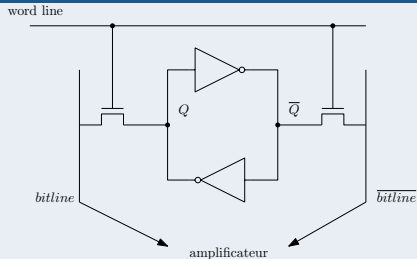 word line
Q
Q̅
bitline
b̅i̅t̅l̅i̅n̅e̅
amplificateur